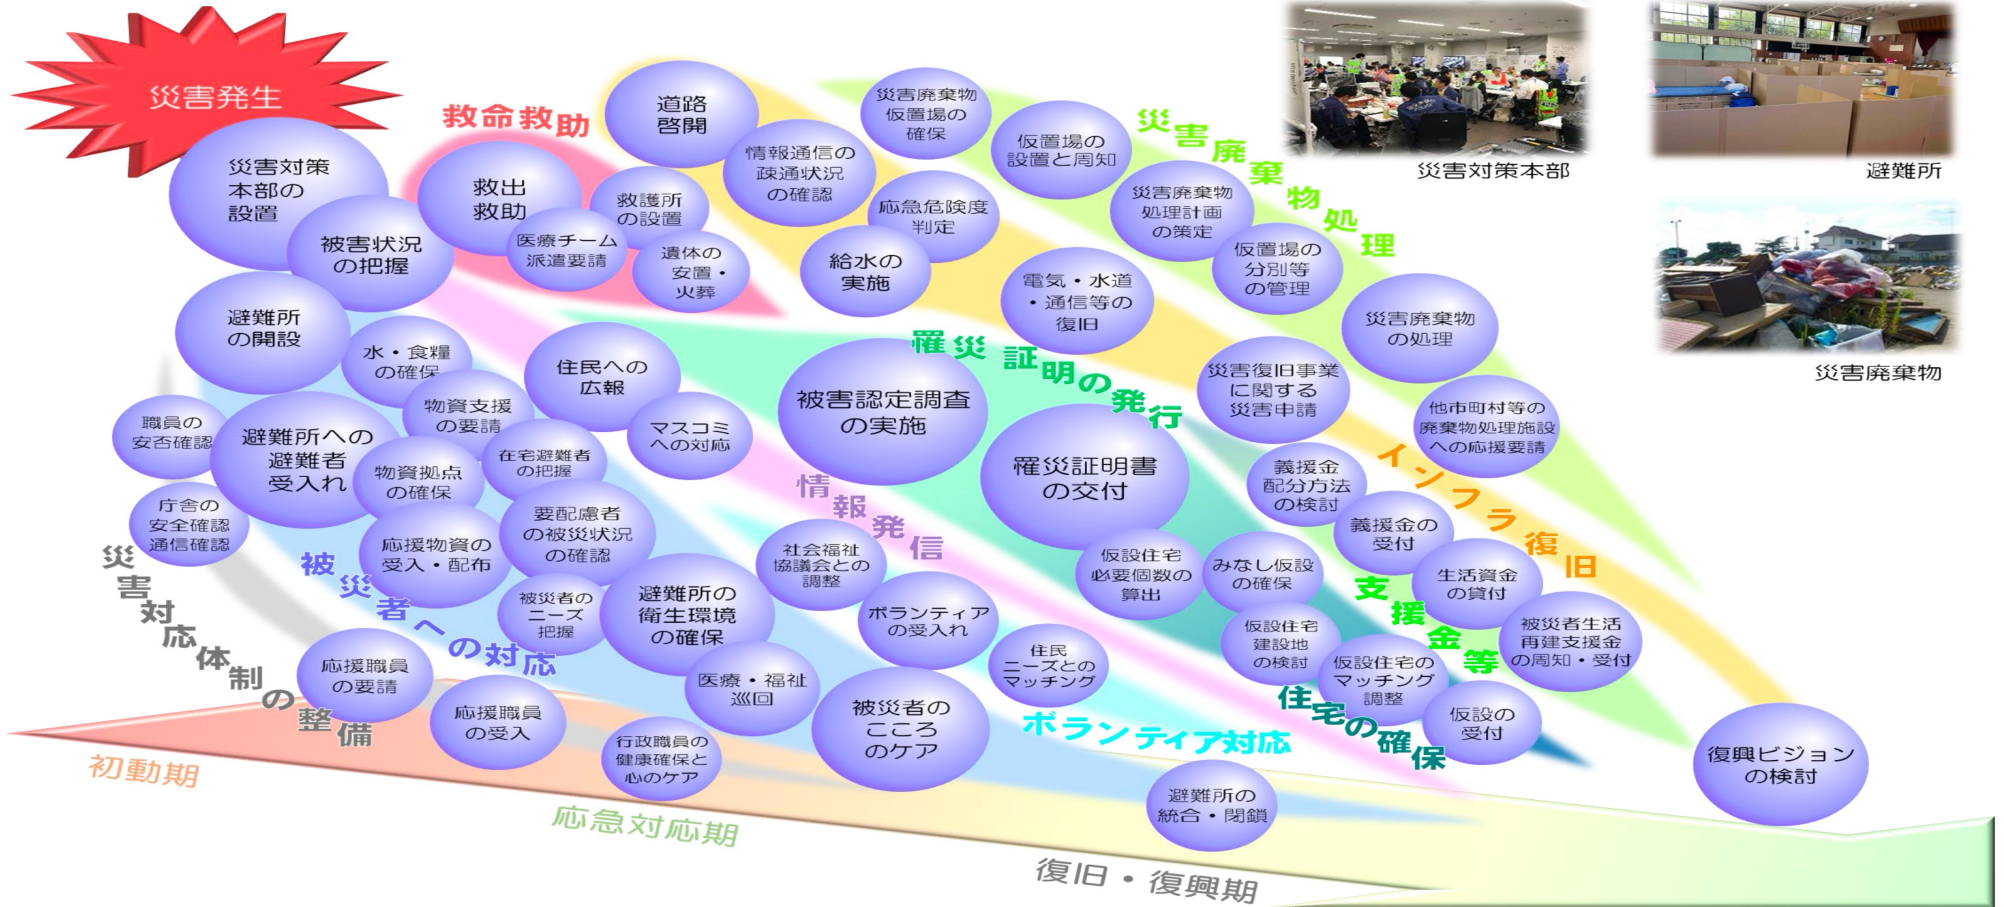 災害発生
災害対策
本部の
設置
被害状況
の把握
避難所
の開設
救命救助
救出
救助
救護所
の設置
医療チーム
派遣要請
遺体の
安置・
火葬
道路
啓開
情報通信の
疎通状況
の確認
応急危険度
判定
給水の
実施
電気・水道
・通信等の
復旧
災害復旧事業
に関する
災害申請
インフラ復旧
災害廃棄物
仮置場の
確保
仮置場の
設置と周知
災害廃棄物
処理計画
の策定
仮置場の
分別等
の管理
災害廃棄物
の処理
他市町村等の
廃棄物処理施設
への応援要請
災害廃棄物処理
災害対策本部
避難所
災害廃棄物
水・食糧
の確保
物資支援
の要請
住民への
広報
マスコミ
への対応
情報発信
被害認定調査
の実施
罹災証明書
の交付
罹災証明の発行
職員の
安否確認
避難所への
避難者
受入れ
物資拠点
の確保
在宅避難者
の把握
庁舎の
安全確認
通信確認
応援物資の
受入・配布
要配慮者
の被災状況
の確認
被災者の
ニーズ
把握
避難所の
衛生環境
の確保
被災者への対応
災害対応体制の整備
応援職員
の要請
応援職員
の受入
行政職員の
健康確保と
心のケア
医療・福祉
巡回
被災者の
こころ
のケア
社会福祉
協議会との
調整
ボランティア
の受入れ
住民
ニーズとの
マッチング
ボランティア対応
避難所の
統合・閉鎖
仮設住宅
必要個数の
算出
みなし仮設
の確保
仮設住宅
建設地
の検討
仮設住宅の
マッチング
調整
仮設の
受付
住宅の確保
義援金
配分方法
の検討
義援金の
受付
生活資金
の貸付
被災者生活
再建支援金
の周知・受付
支援金等
復興ビジョン
の検討
初動期
応急対応期
復旧・復興期